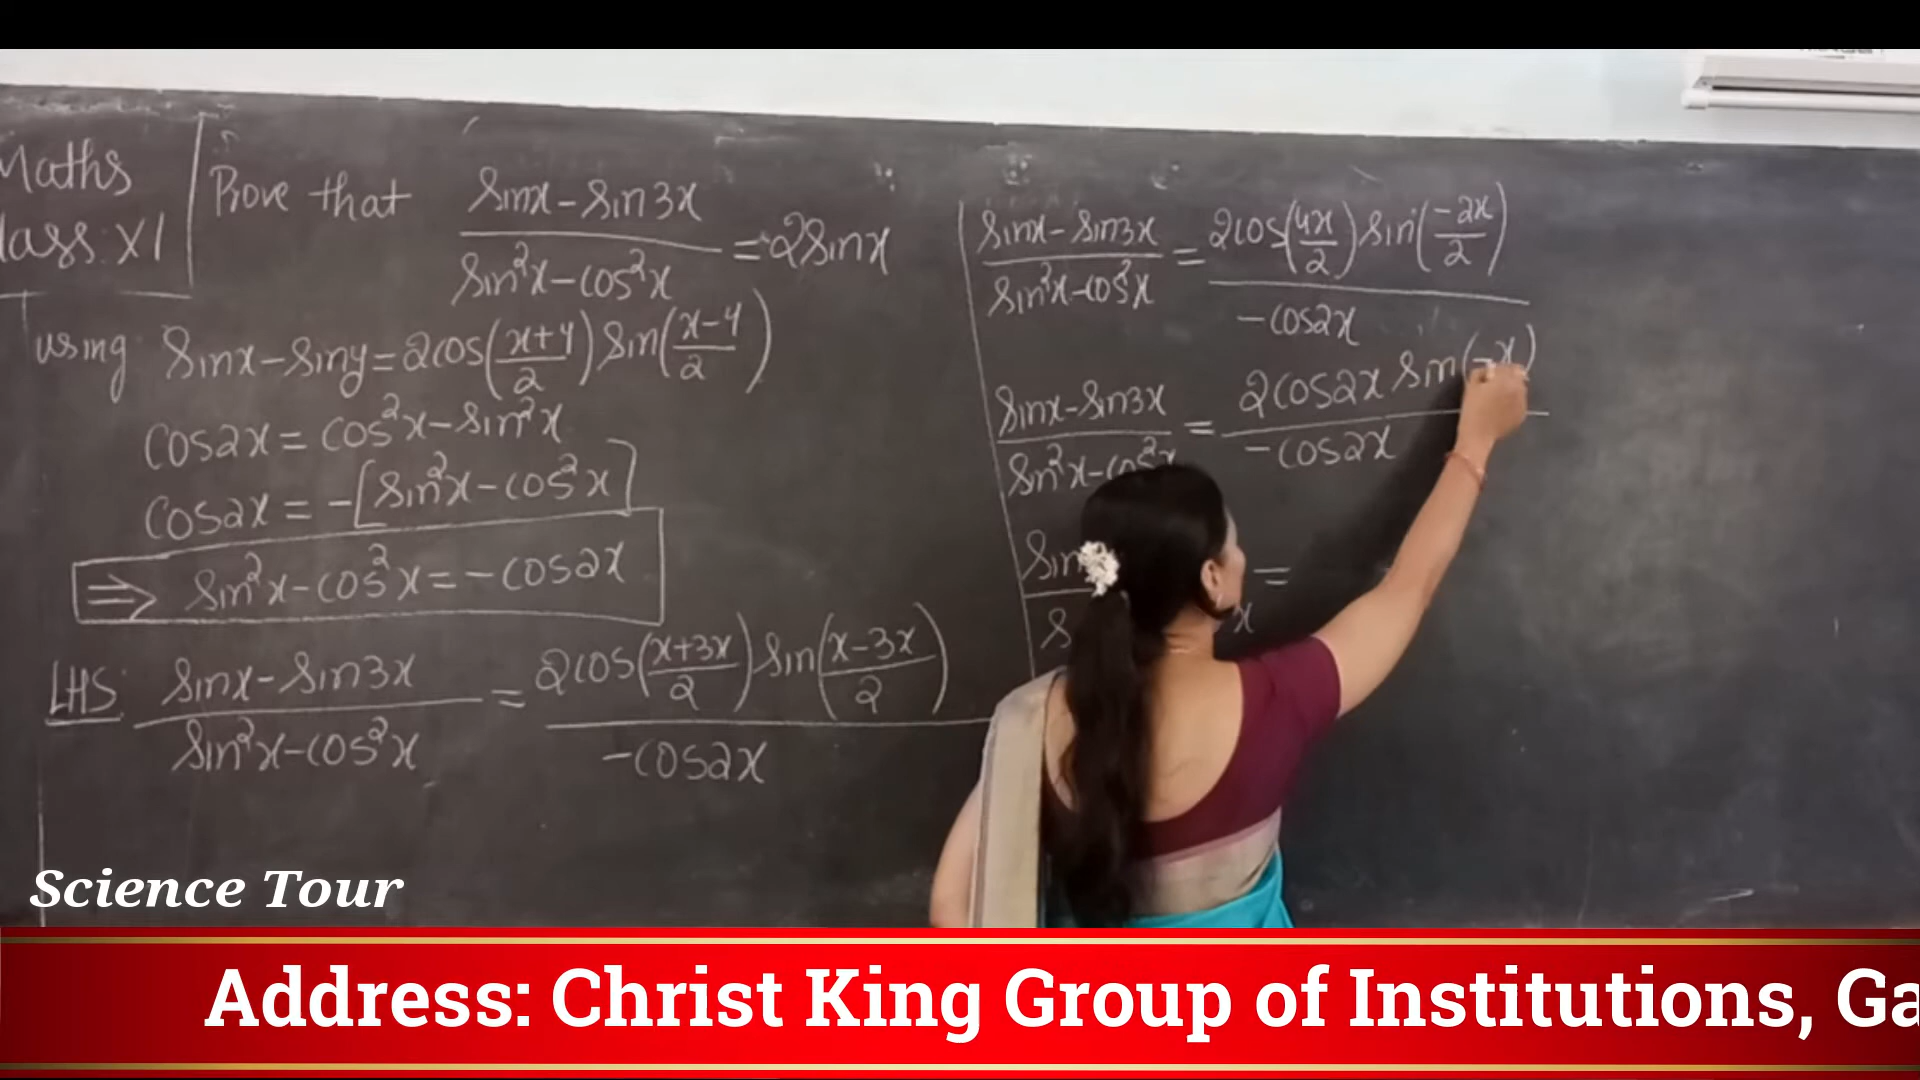 Maths
Class: XI
Prove that (sinx - sin3x)/(sin²x - cos²x) = 2sinx
using sinx - siny = 2cos((x+y)/2) sin((x-y)/2)
cos2x = cos²x - sin²x
cos2x = -[sin²x - cos²x]
⇒ sin²x - cos²x = -cos2x
LHS: (sinx - sin3x)/(sin²x - cos²x) = (2cos((x+3x)/2) sin((x-3x)/2))/(-cos2x)
(sinx - sin3x)/(sin²x - cos²x) = (2cos(4x/2) sin(-2x/2))/(-cos2x)
(sinx - sin3x)/(sin²x - cos²x) = (2cos2x sin(-x))/(-cos2x)
sin =
s x
Science Tour
Address: Christ King Group of Institutions, Ga